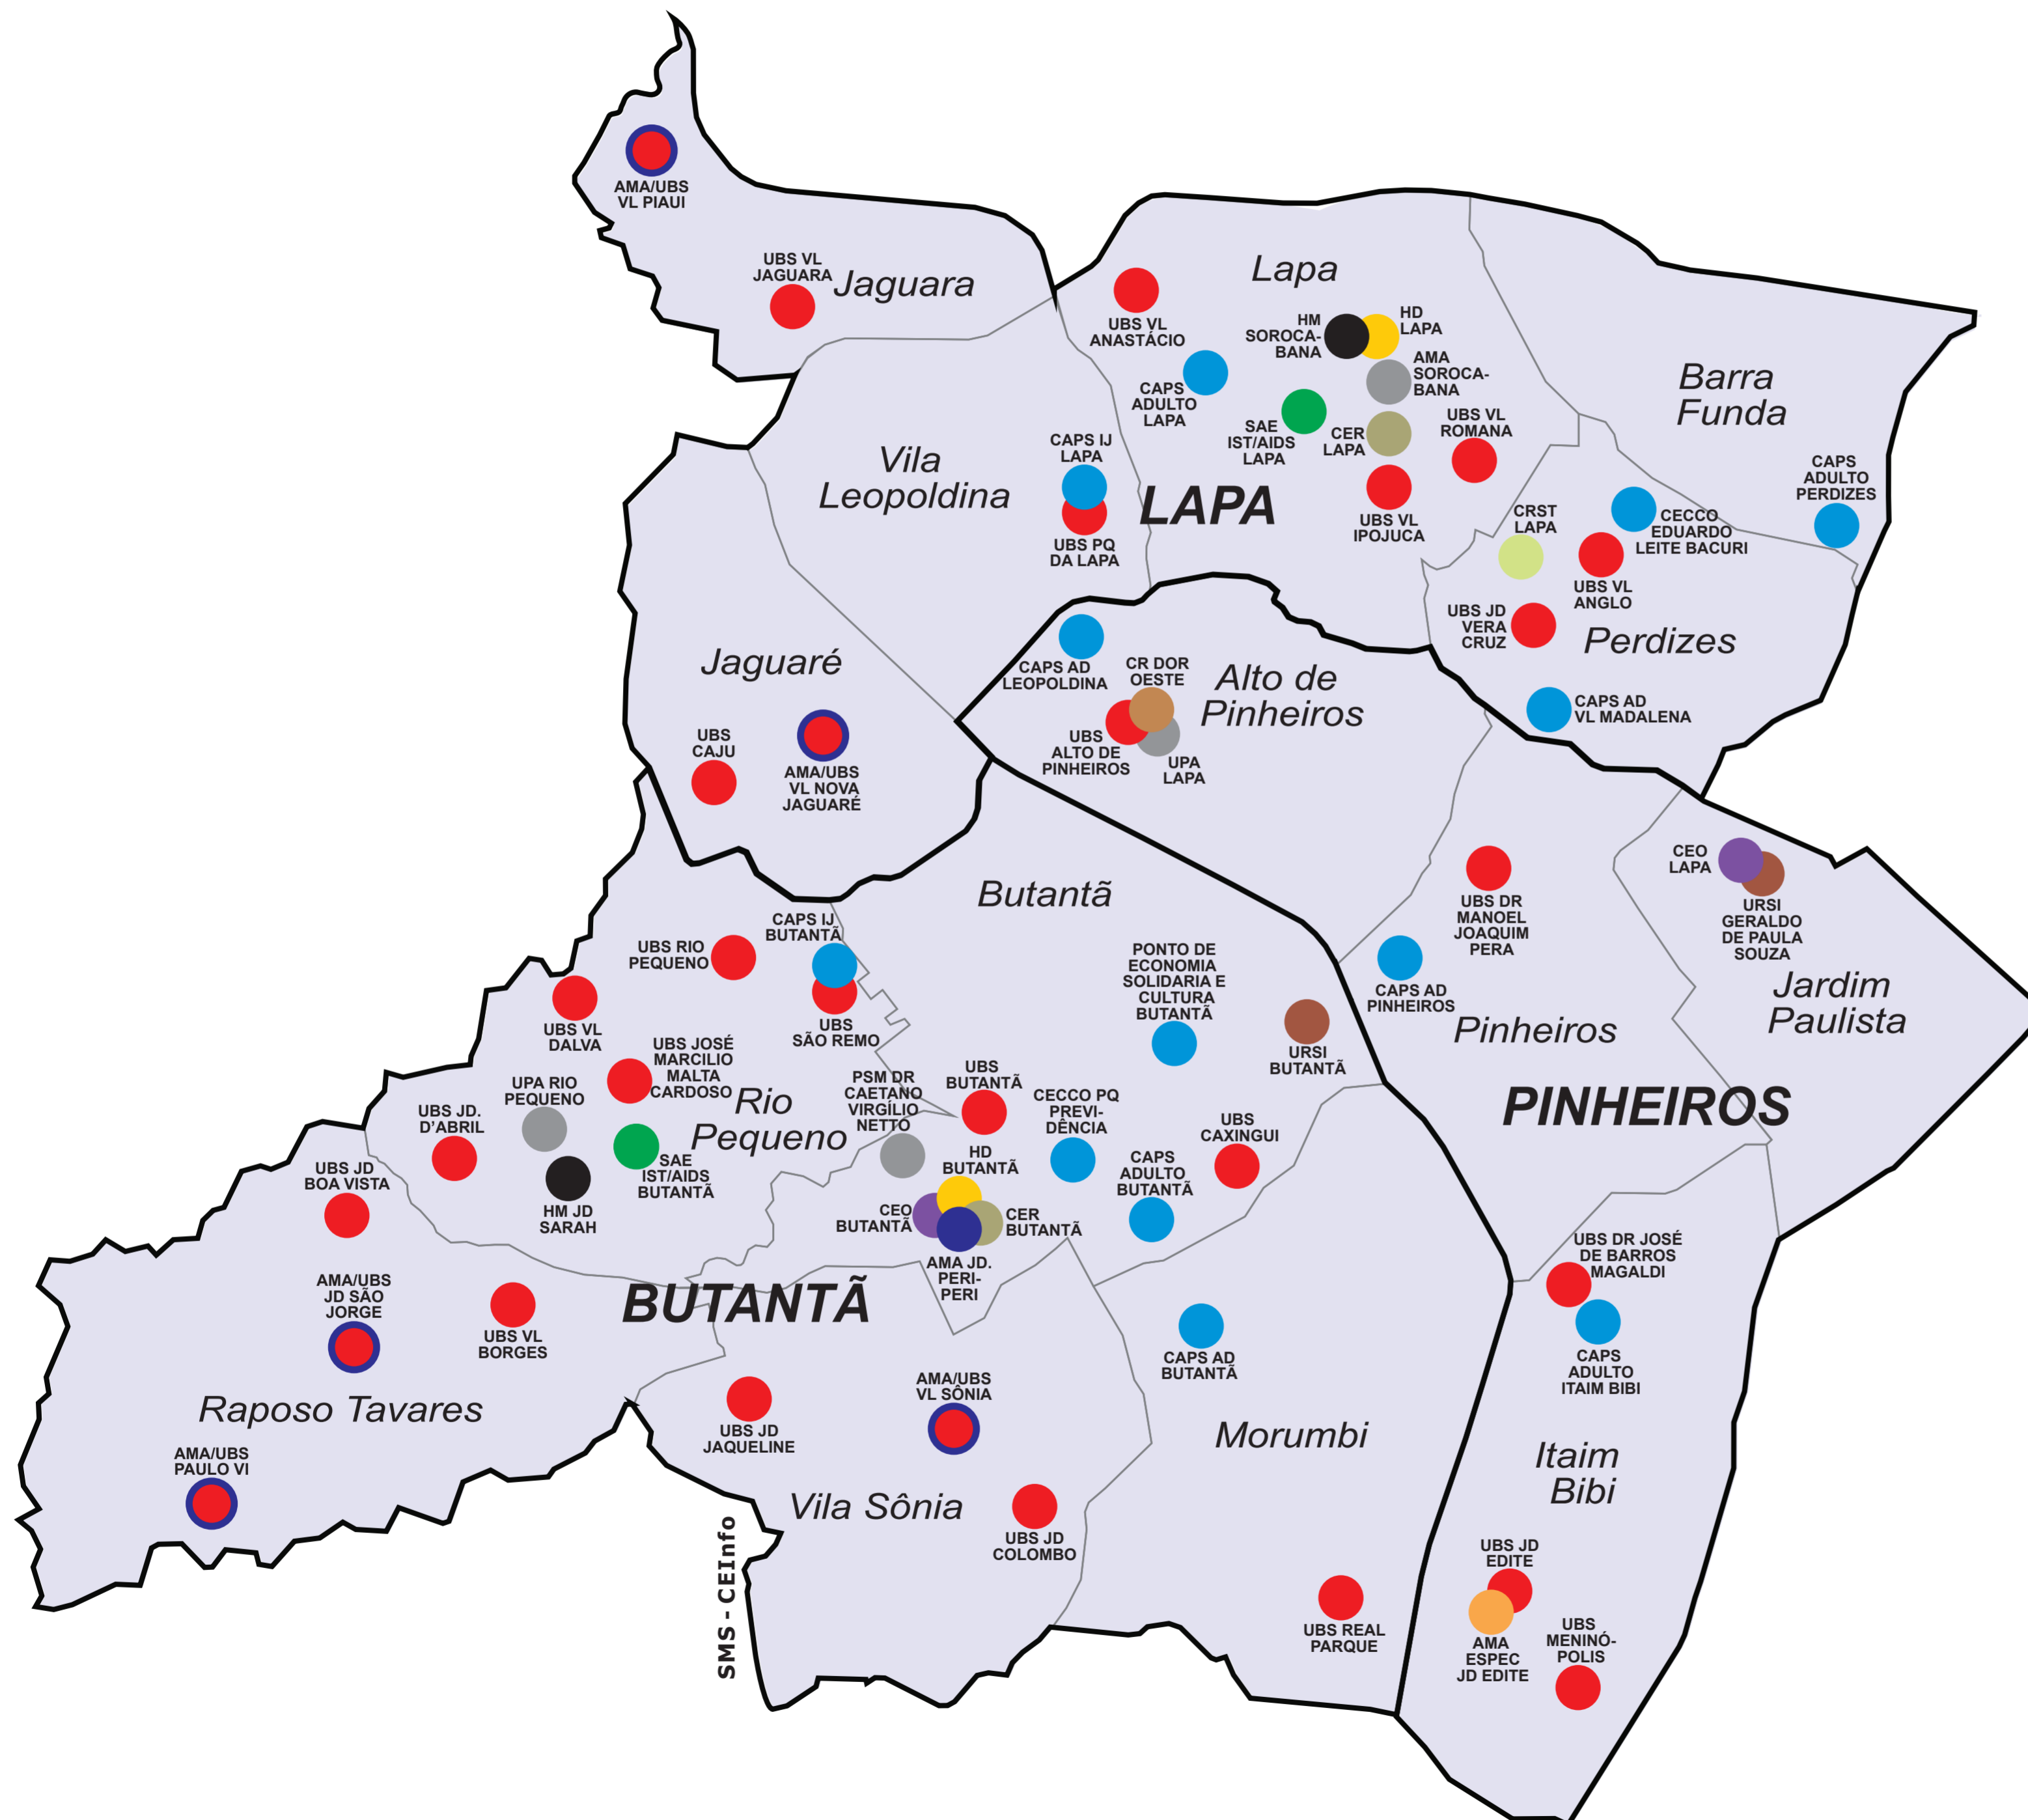 AMA/UBS
VL PIAUI
UBS VL
JAGUARA
Jaguara
Lapa
UBS VL
ANASTÁCIO
HM
SOROCA-
BANA
HD
LAPA
AMA
SOROCA-
BANA
CAPS
ADULTO
LAPA
SAE
IST/AIDS
LAPA
CER
LAPA
UBS VL
ROMANA
UBS VL
IPOJUCA
Barra
Funda
CAPS
ADULTO
PERDIZES
Vila
Leopoldina
CAPS IJ
LAPA
UBS PQ
DA LAPA
LAPA
CRST
LAPA
CECCO
EDUARDO
LEITE BACURI
UBS VL
ANGLO
UBS JD
VERA
CRUZ
Perdizes
CAPS AD
VL MADALENA
Jaguaré
UBS
CAJU
AMA/UBS
VL NOVA
JAGUARÉ
CAPS AD
LEOPOLDINA
CR DOR
OESTE
Alto de
Pinheiros
UBS
ALTO DE
PINHEIROS
UPA
LAPA
CEO
LAPA
URSI
GERALDO
DE PAULA
SOUZA
Jardim
Paulista
UBS DR
MANOEL
JOAQUIM
PERA
CAPS AD
PINHEIROS
Pinheiros
PINHEIROS
Butantã
CAPS IJ
BUTANTÃ
UBS RIO
PEQUENO
UBS
SÃO REMO
UBS VL
DALVA
UBS JOSÉ
MARCILIO
MALTA
CARDOSO
Rio
Pequeno
UPA RIO
PEQUENO
UBS JD.
D'ABRIL
SAE
IST/AIDS
BUTANTÃ
HM JD
SARAH
PONTO DE
ECONOMIA
SOLIDARIA E
CULTURA
BUTANTÃ
URSI
BUTANTÃ
PSM DR
CAETANO
VIRGÍLIO
NETTO
UBS
BUTANTÃ
CECCO PQ
PREVI-
DÊNCIA
UBS
CAXINGUI
HD
BUTANTÃ
CAPS
ADULTO
BUTANTÃ
CEO
BUTANTÃ
CER
BUTANTÃ
AMA JD.
PERI-
PERI
UBS JD
BOA VISTA
AMA/UBS
JD SÃO
JORGE
UBS VL
BORGES
BUTANTÃ
Raposo Tavares
AMA/UBS
PAULO VI
UBS JD
JAQUELINE
AMA/UBS
VL SÔNIA
Vila Sônia
UBS JD
COLOMBO
CAPS AD
BUTANTÃ
Morumbi
UBS REAL
PARQUE
UBS DR JOSÉ
DE BARROS
MAGALDI
CAPS
ADULTO
ITAIM BIBI
Itaim
Bibi
UBS JD
EDITE
AMA
ESPEC
JD EDITE
UBS
MENINÓ-
POLIS
SMS - CEInfo